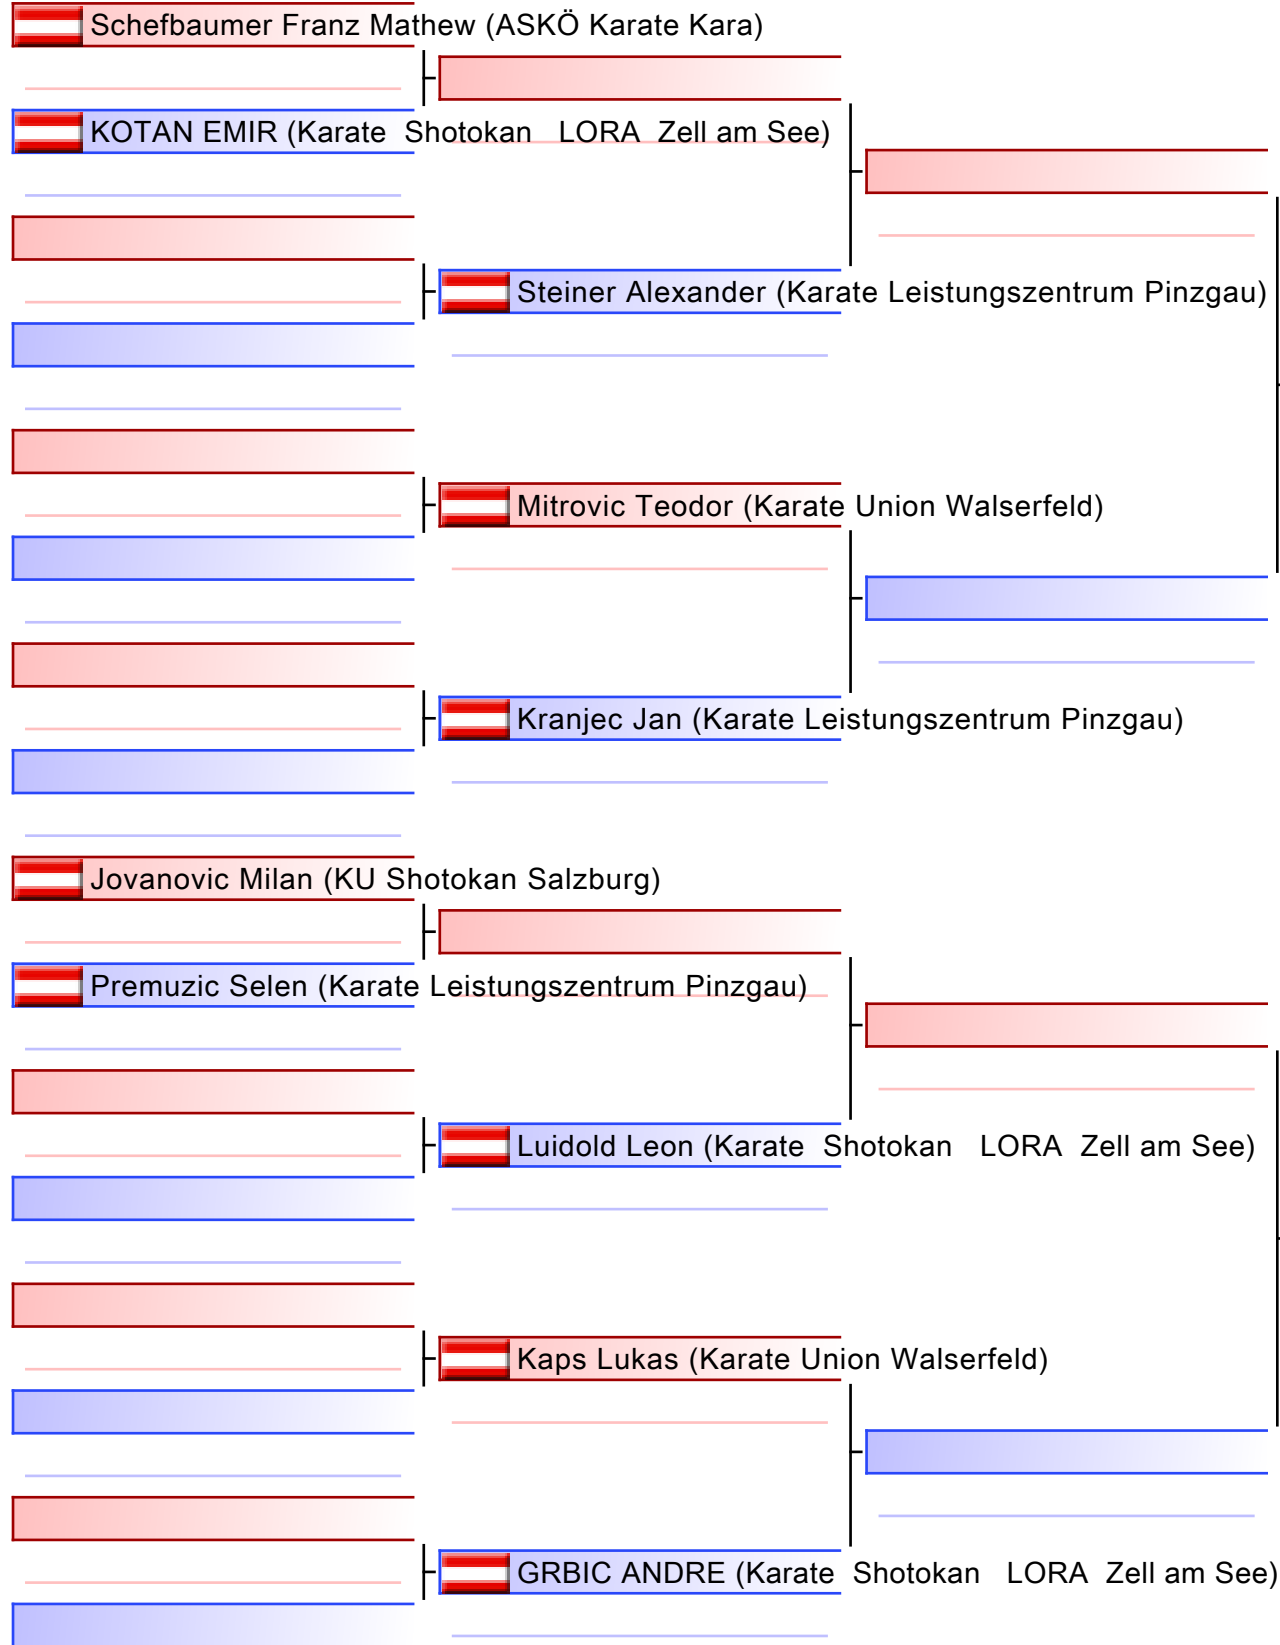 Schefbaumer Franz Mathew (ASKÖ Karate Kara)
KOTAN EMIR (Karate  Shotokan   LORA  Zell am See)
Steiner Alexander (Karate Leistungszentrum Pinzgau)
Mitrovic Teodor (Karate Union Walserfeld)
Kranjec Jan (Karate Leistungszentrum Pinzgau)
Jovanovic Milan (KU Shotokan Salzburg)
Premuzic Selen (Karate Leistungszentrum Pinzgau)
Luidold Leon (Karate  Shotokan   LORA  Zell am See)
Kaps Lukas (Karate Union Walserfeld)
GRBIC ANDRE (Karate  Shotokan   LORA  Zell am See)